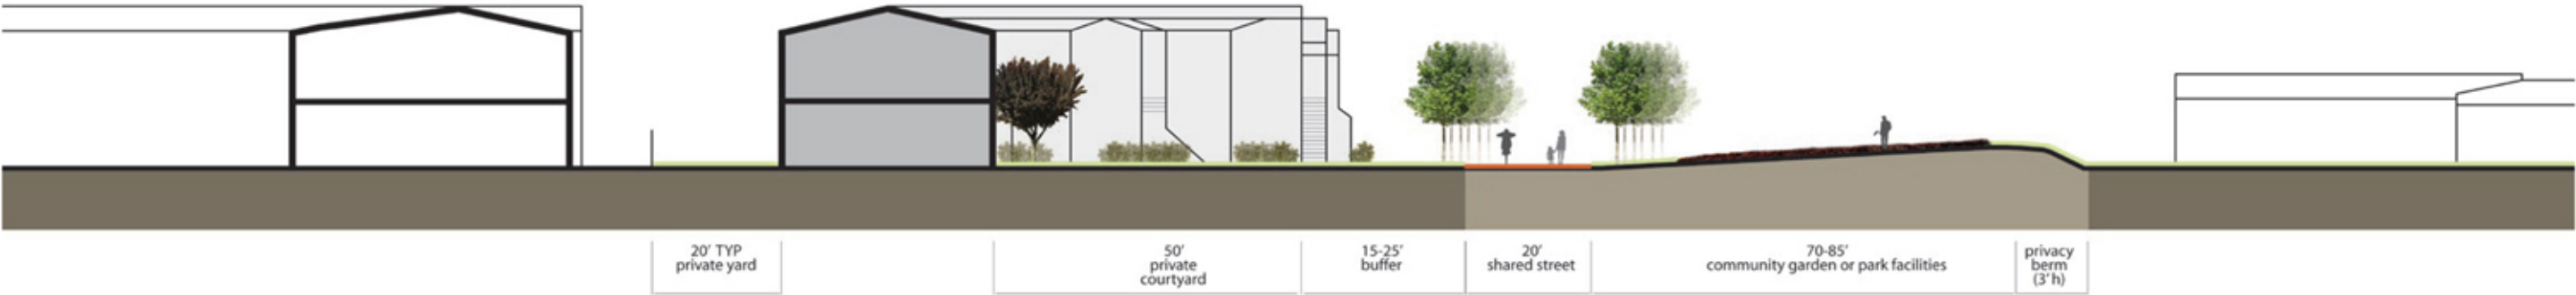 20' TYP
private yard
50'
private
courtyard
15-25'
buffer
20'
shared street
70-85'
community garden or park facilities
privacy
berm
(3' h)